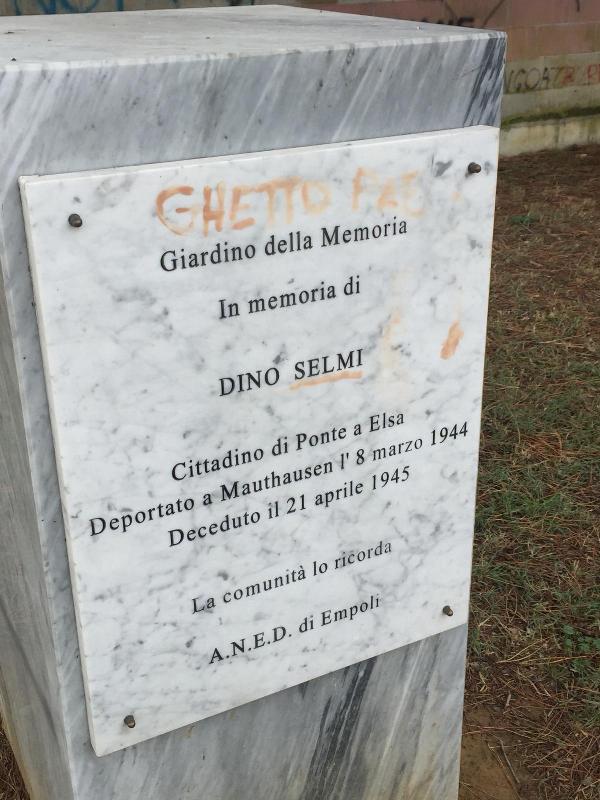 GHETTO
Giardino della Memoria
In memoria di
DINO SELMI
Cittadino di Ponte a Elsa
Deportato a Mauthausen l' 8 marzo 1944
Deceduto il 21 aprile 1945
La comunità lo ricorda
A.N.E.D. di Empoli